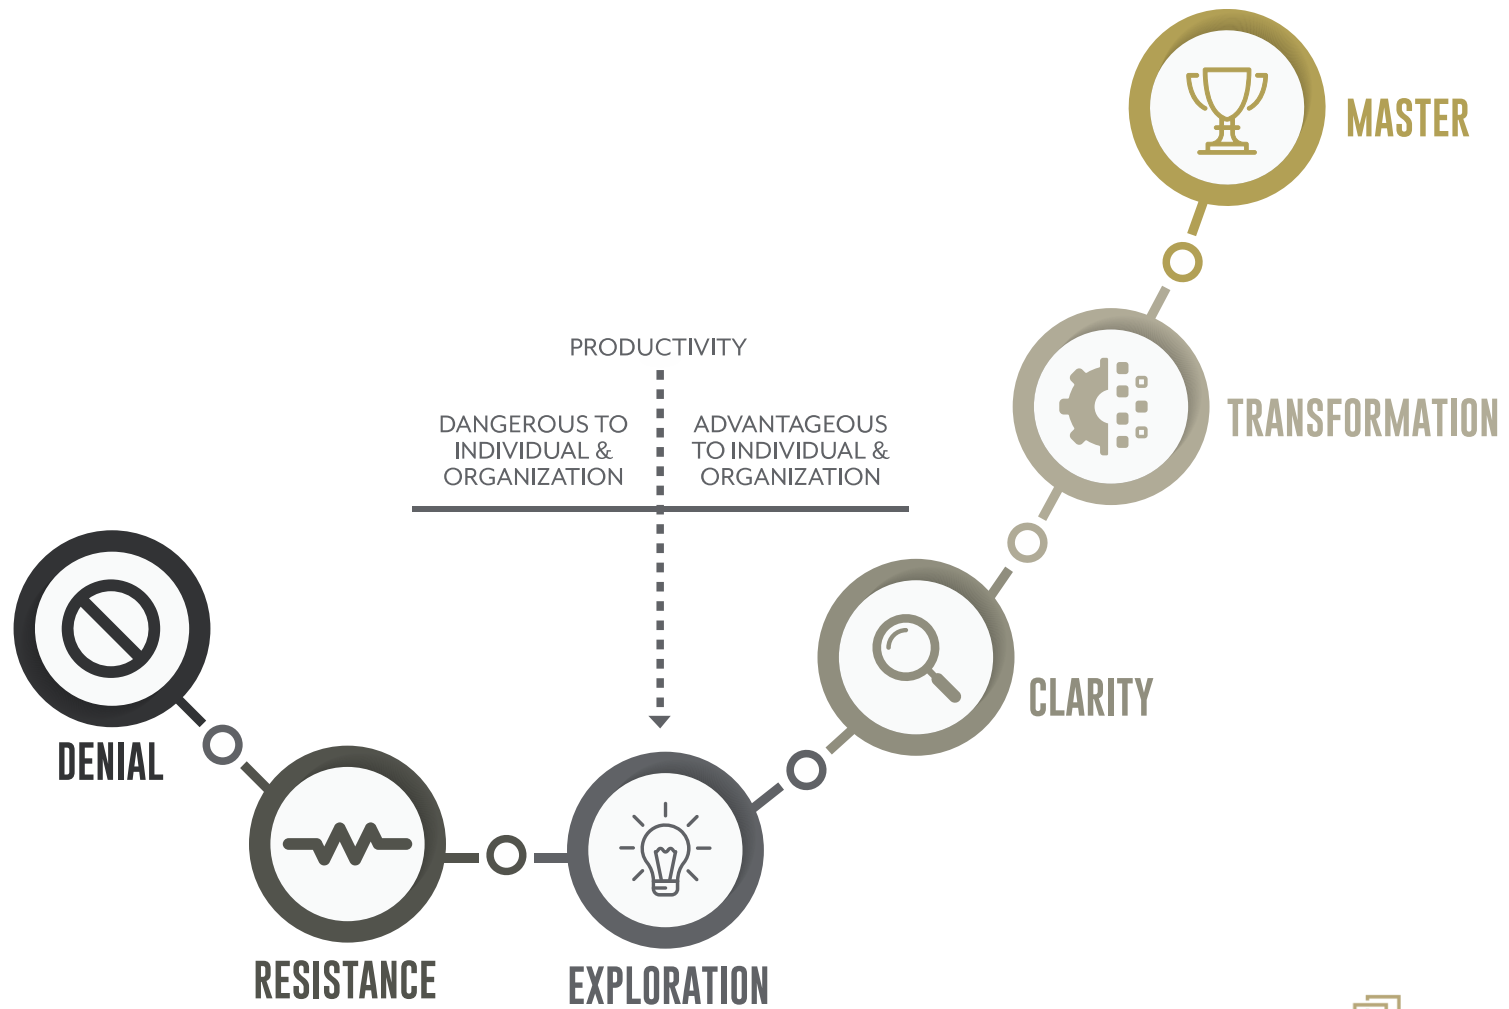 MASTER
TRANSFORMATION
PRODUCTIVITY
DANGEROUS TO
INDIVIDUAL &
ORGANIZATION
ADVANTAGEOUS
TO INDIVIDUAL &
ORGANIZATION
CLARITY
DENIAL
RESISTANCE
EXPLORATION